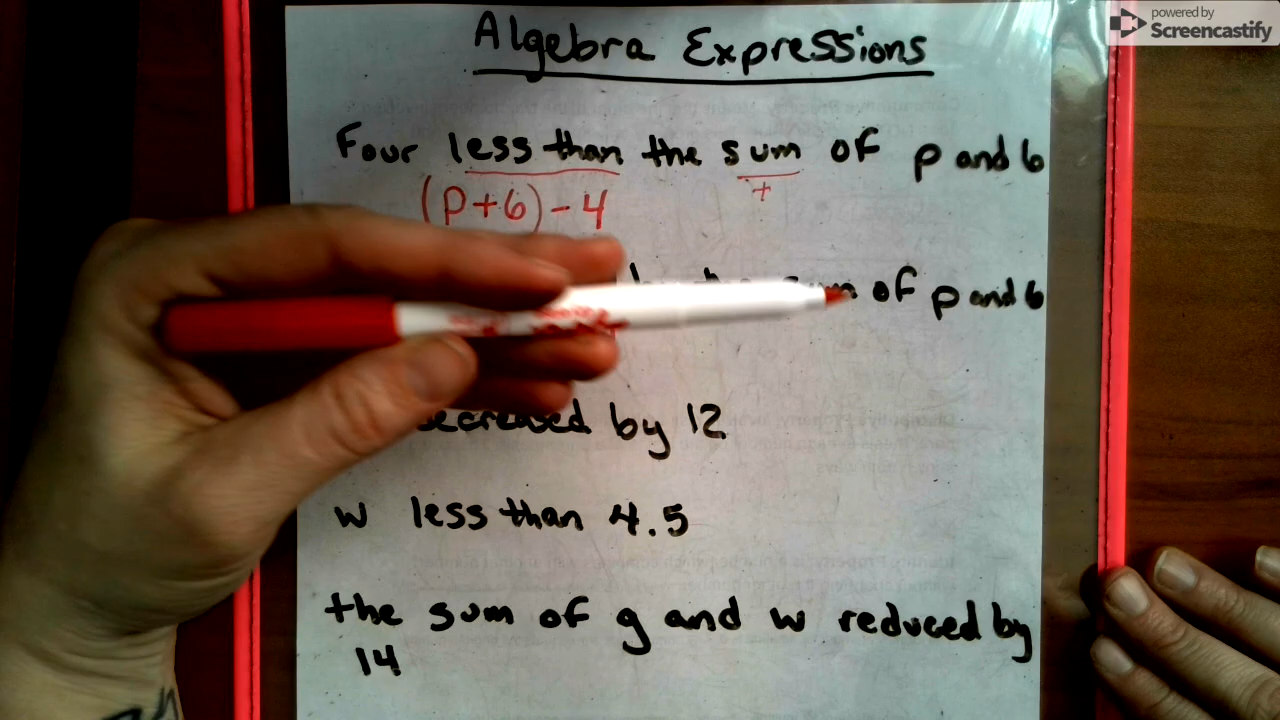 powered by
Screencastify
Algebra Expressions
Four less than the sum of p and 6
+
(p+6)-4
of p and 6
by 12
w less than 4.5
the sum of g and w reduced by
14